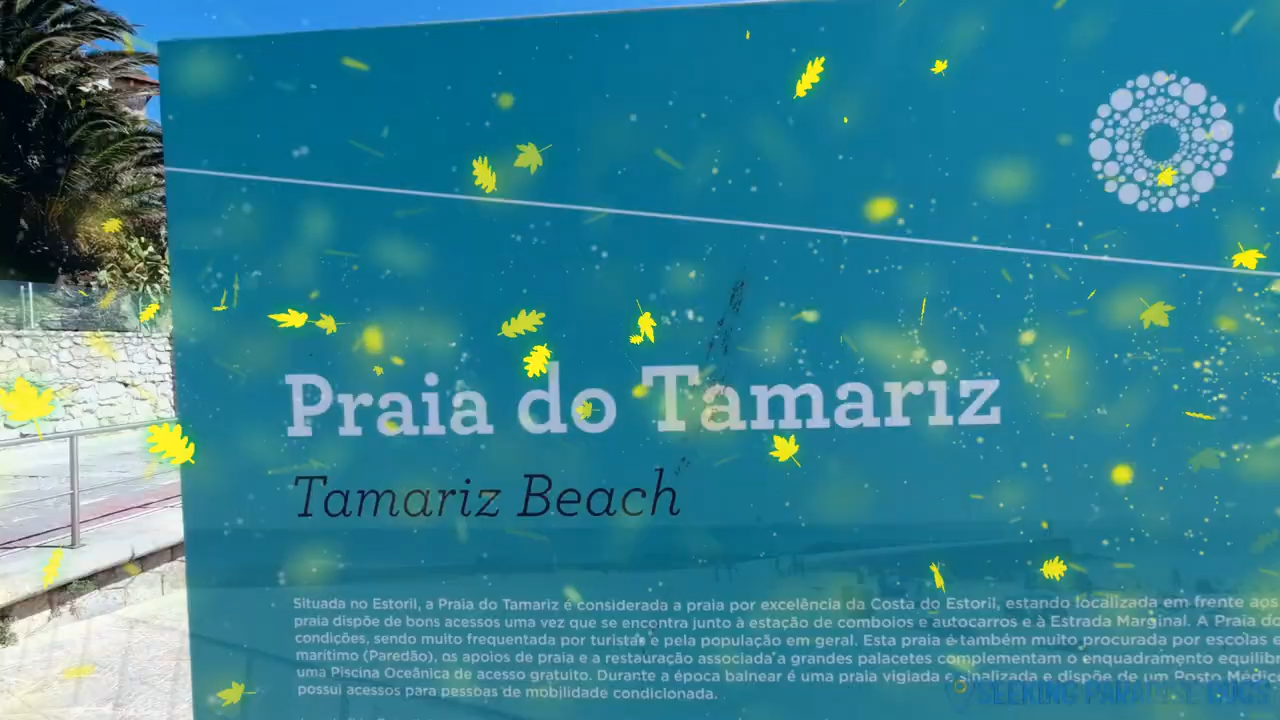 Praia do Tamariz
Tamariz Beach
Situada no Estoril, a Praia do Tamariz é considerada a praia por excelência da Costa do Estoril, estando localizada em frente aos
praia dispõe de bons acessos uma vez que se encontra junto à estação de comboios e autocarros e à Estrada Marginal. A Praia do
condições, sendo muito frequentada por turistas e pela população em geral. Esta praia é também muito procurada por escolas e
marítimo (Paredão), os apoios de praia e a restauração associada a grandes palacetes complementam o enquadramento
uma Piscina Oceânica de acesso gratuito. Durante a época balnear é uma praia vigiada e sinalizada e dispõe de um Posto Médico
possui acessos para pessoas de mobilidade condicionada.
SEEKING PARADISE DUGS